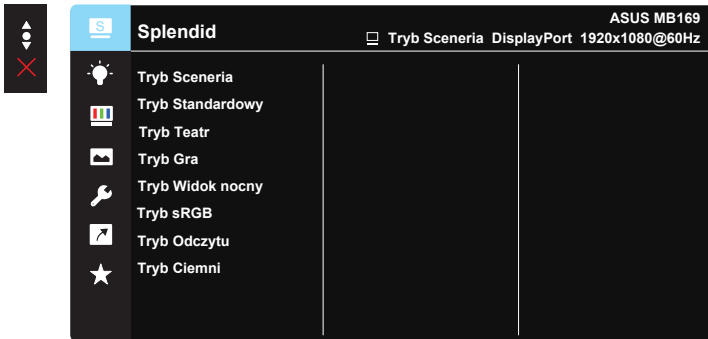 S
Splendid
ASUS MB169
Tryb Sceneria DisplayPort 1920x1080@60Hz
Tryb Sceneria
Tryb Standardowy
Tryb Teatr
Tryb Gra
Tryb Widok nocny
Tryb sRGB
Tryb Odczytu
Tryb Ciemni